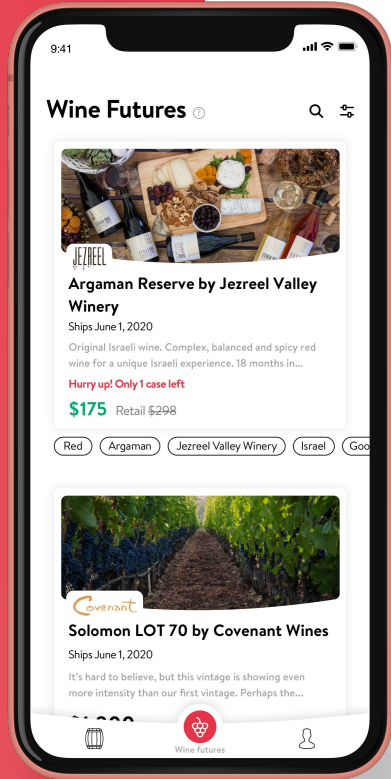 9:41
Wine Futures ?
JEZREEL
Argaman Reserve by Jezreel Valley
Winery
Ships June 1, 2020
Original Israeli wine. Complex, balanced and spicy red
wine for a unique Israeli experience. 18 months in...
Hurry up! Only 1 case left
$175 Retail $298
Red Argaman Jezreel Valley Winery Israel Goo
Covenant
Solomon LOT 70 by Covenant Wines
Ships June 1, 2020
It's hard to believe, but this vintage is showing even
more intensity than our first vintage. Perhaps the...
Wine futures